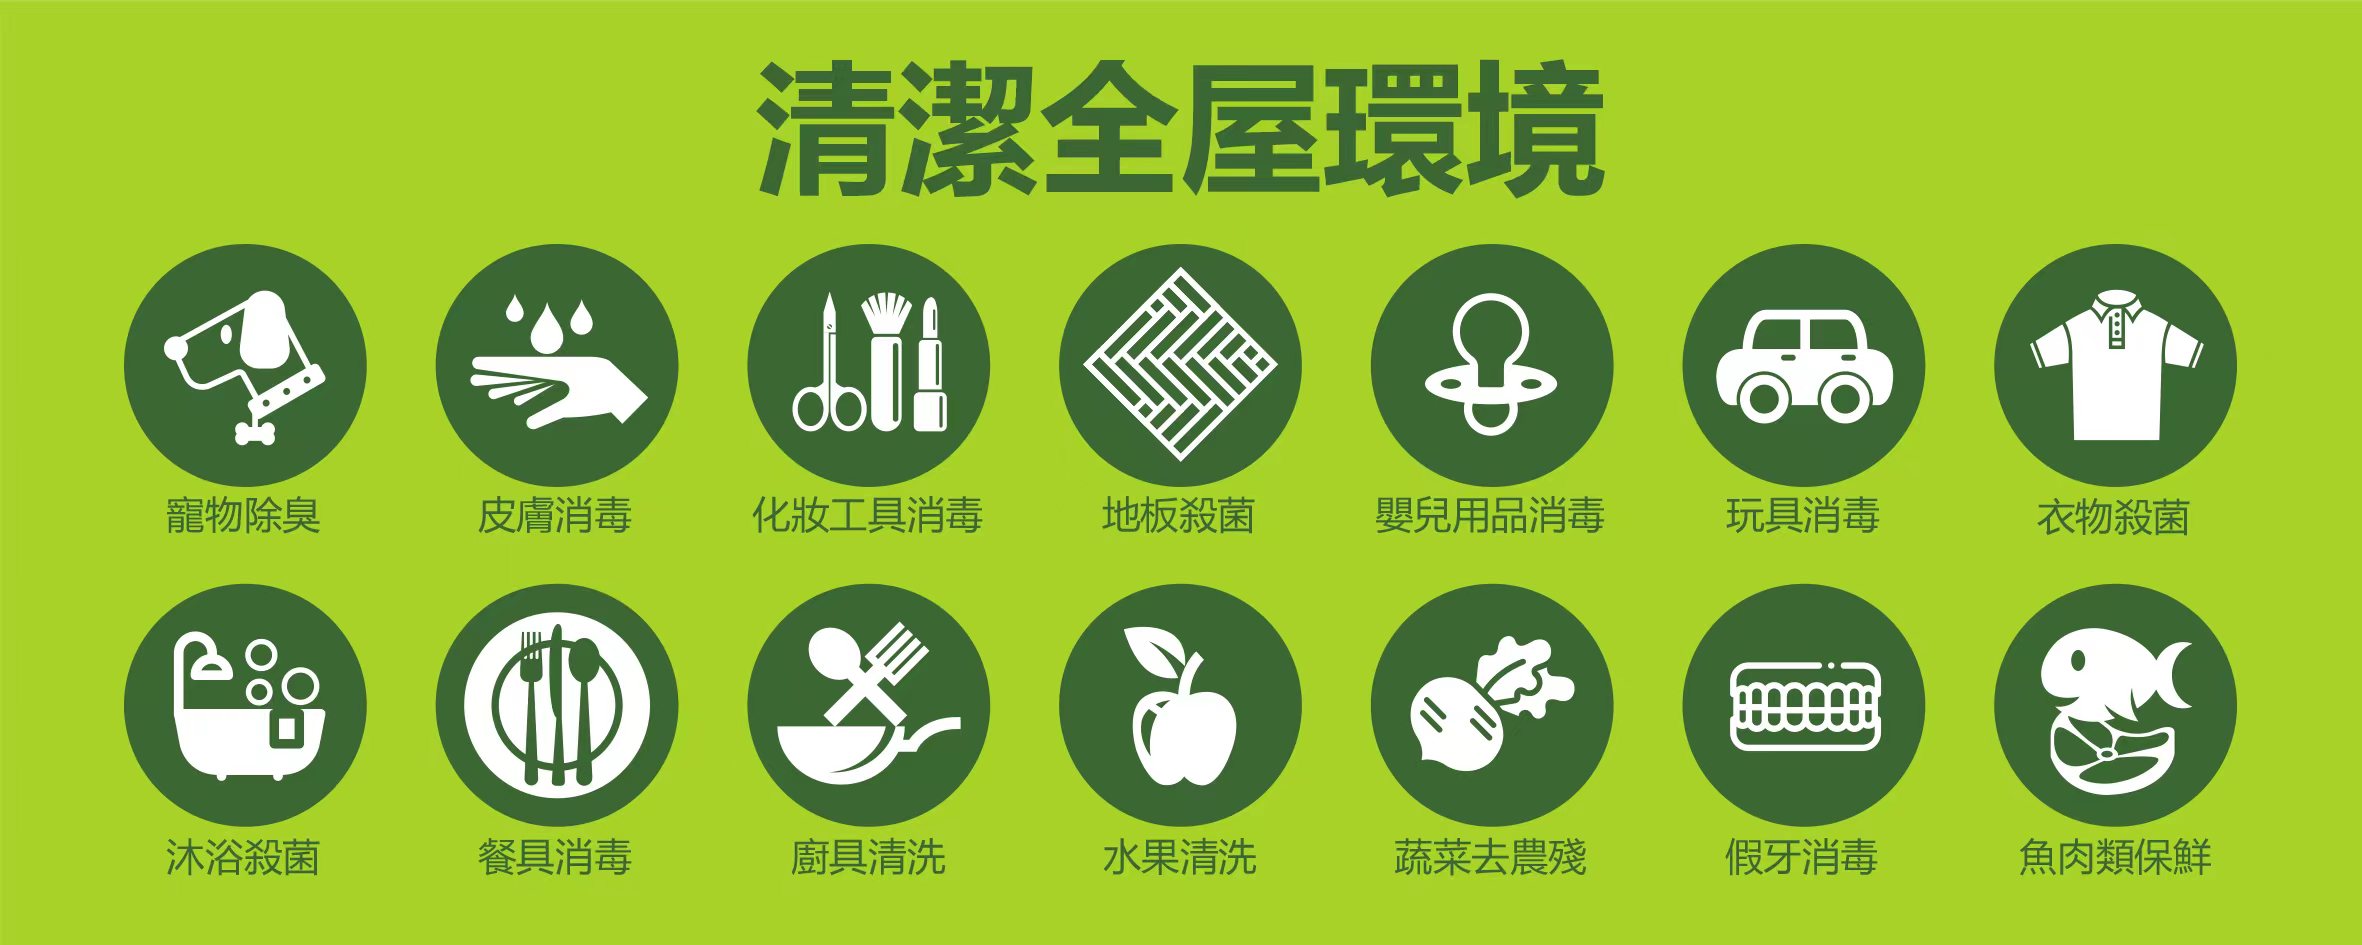 清潔全屋環境
寵物除臭
皮膚消毒
化妝工具消毒
地板殺菌
嬰兒用品消毒
玩具消毒
衣物殺菌
沐浴殺菌
餐具消毒
廚具清洗
水果清洗
蔬菜去農殘
假牙消毒
魚肉類保鮮